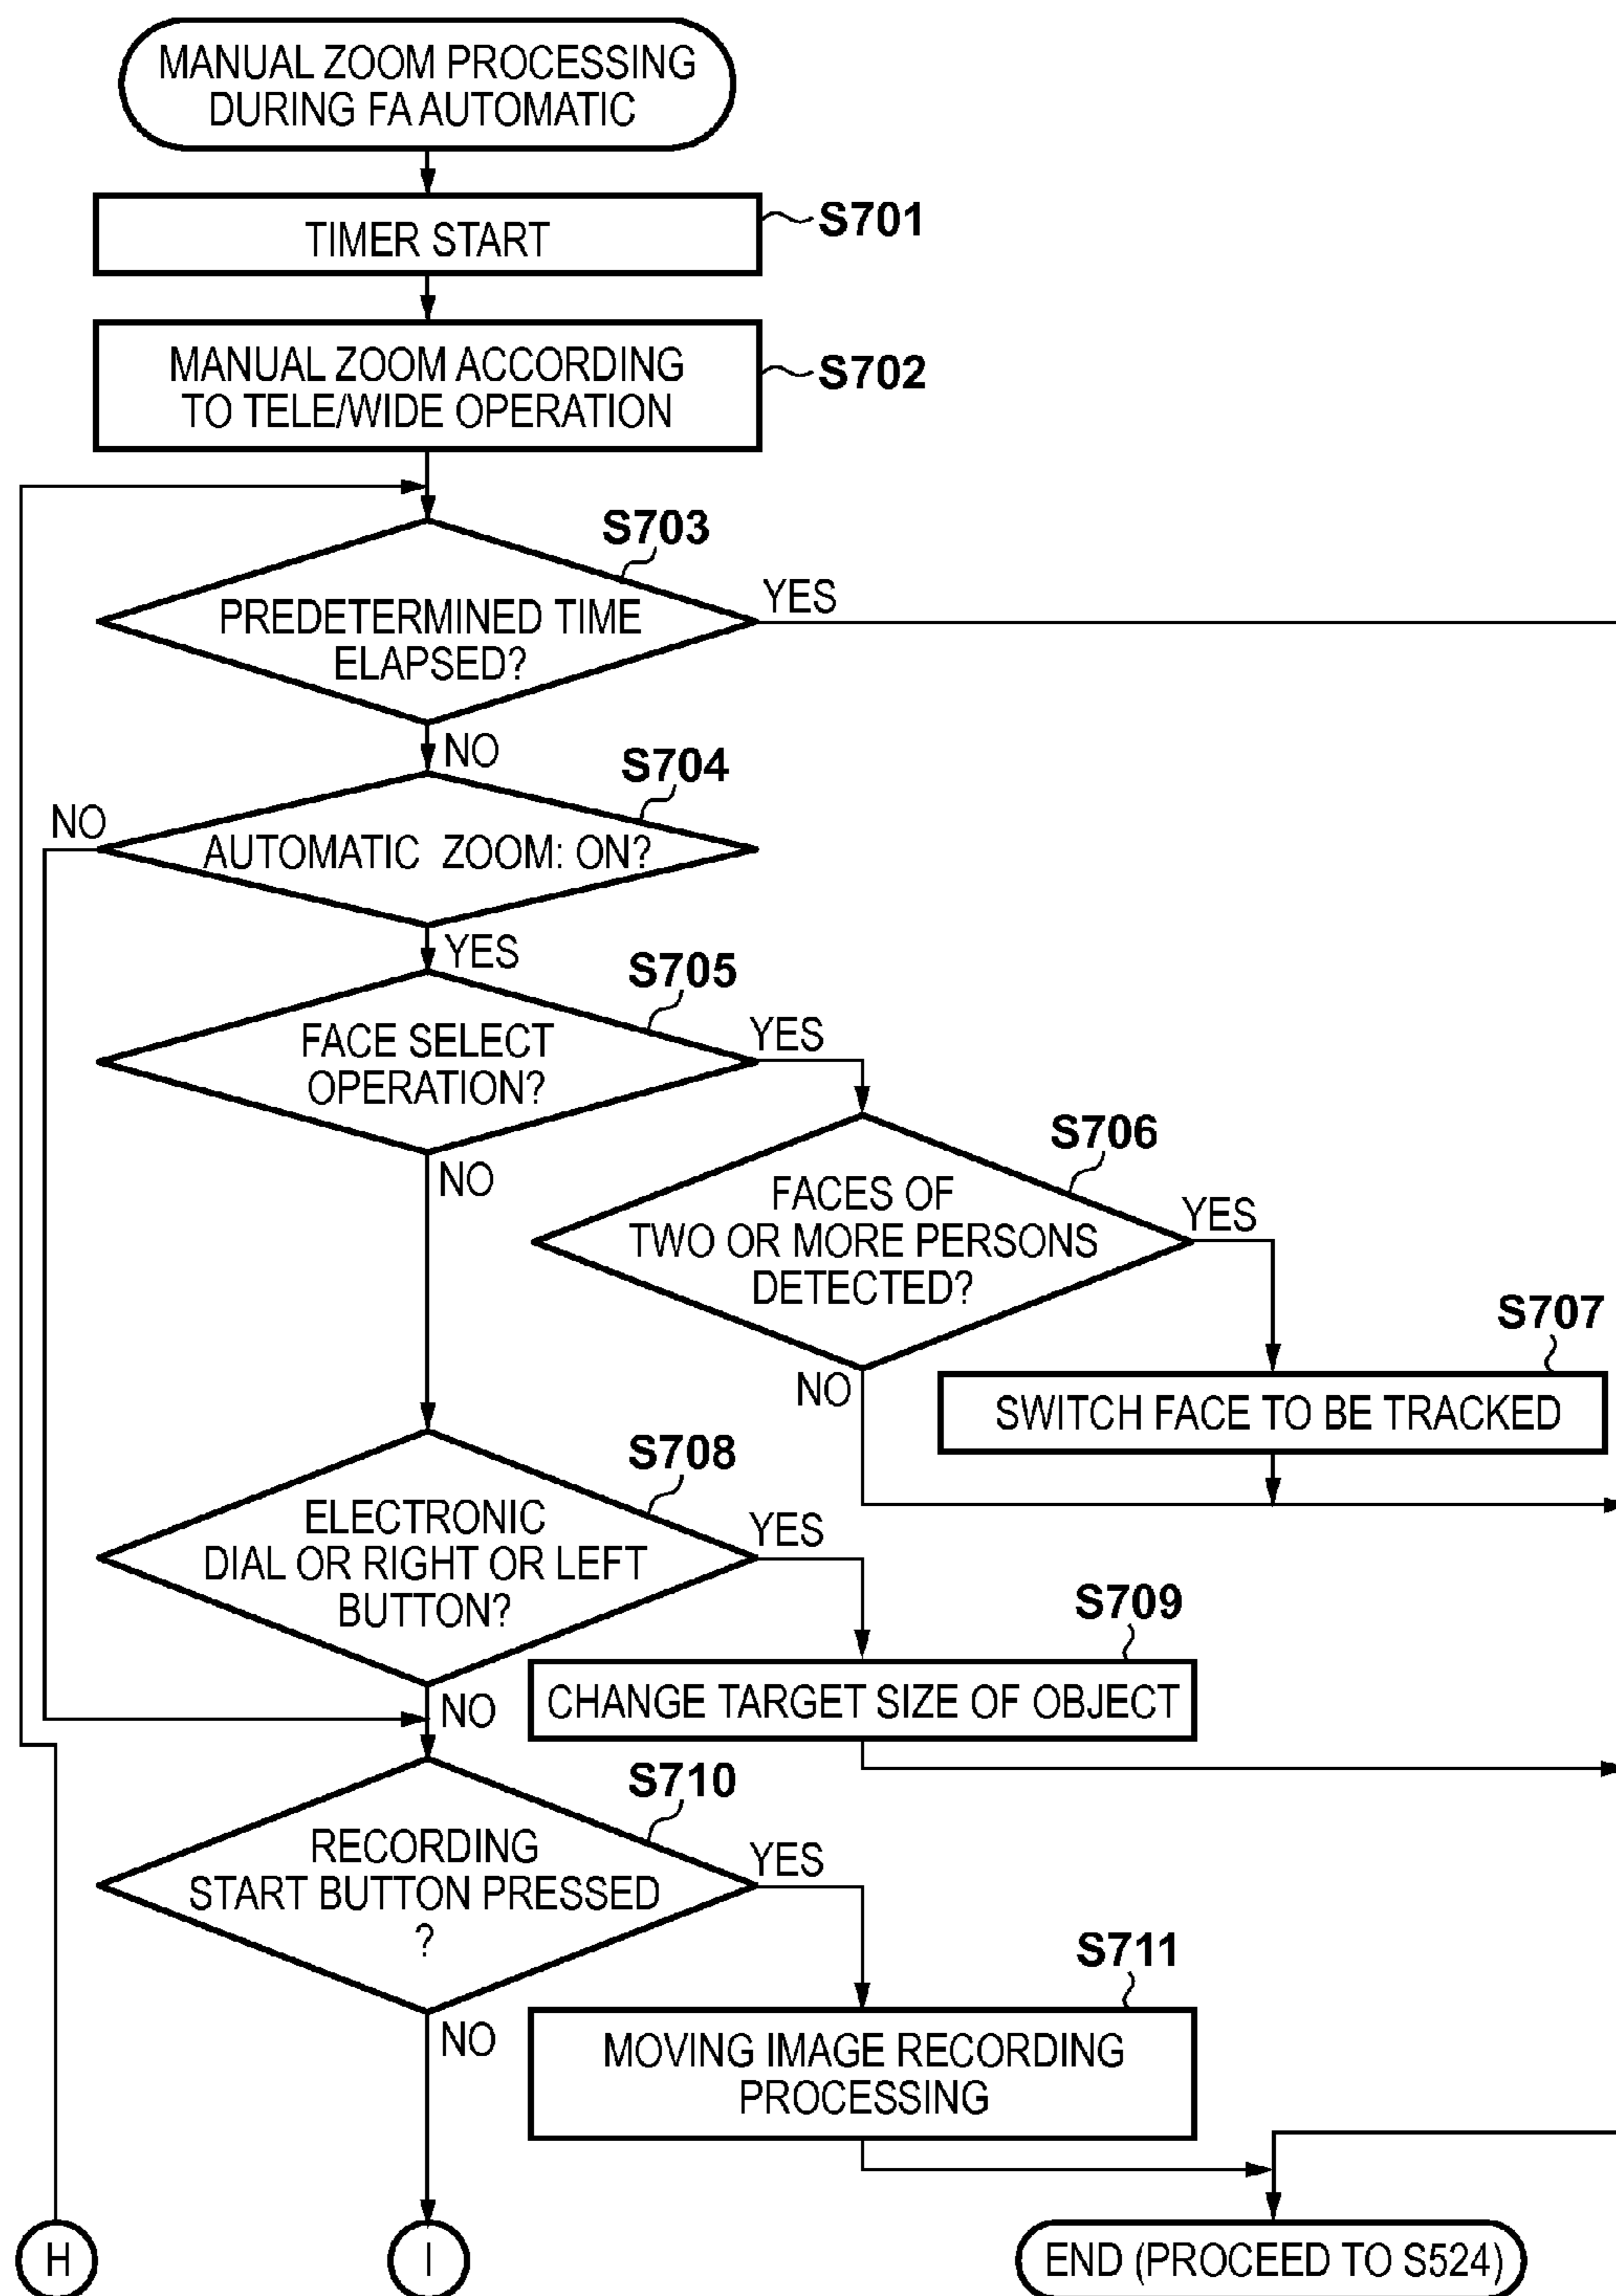 MANUAL ZOOM PROCESSING
DURING FA AUTOMATIC
TIMER START
S701
MANUAL ZOOM ACCORDING
TO TELE/WIDE OPERATION
S702
S703
PREDETERMINED TIME
ELAPSED?
YES
NO
S704
NO
AUTOMATIC ZOOM: ON?
YES
S705
FACE SELECT
OPERATION?
YES
NO
S706
FACES OF
TWO OR MORE PERSONS
DETECTED?
YES
NO
S707
SWITCH FACE TO BE TRACKED
S708
ELECTRONIC
DIAL OR RIGHT OR LEFT
BUTTON?
YES
NO
S709
CHANGE TARGET SIZE OF OBJECT
S710
RECORDING
START BUTTON PRESSED
?
YES
NO
S711
MOVING IMAGE RECORDING
PROCESSING
H
I
END (PROCEED TO S524)